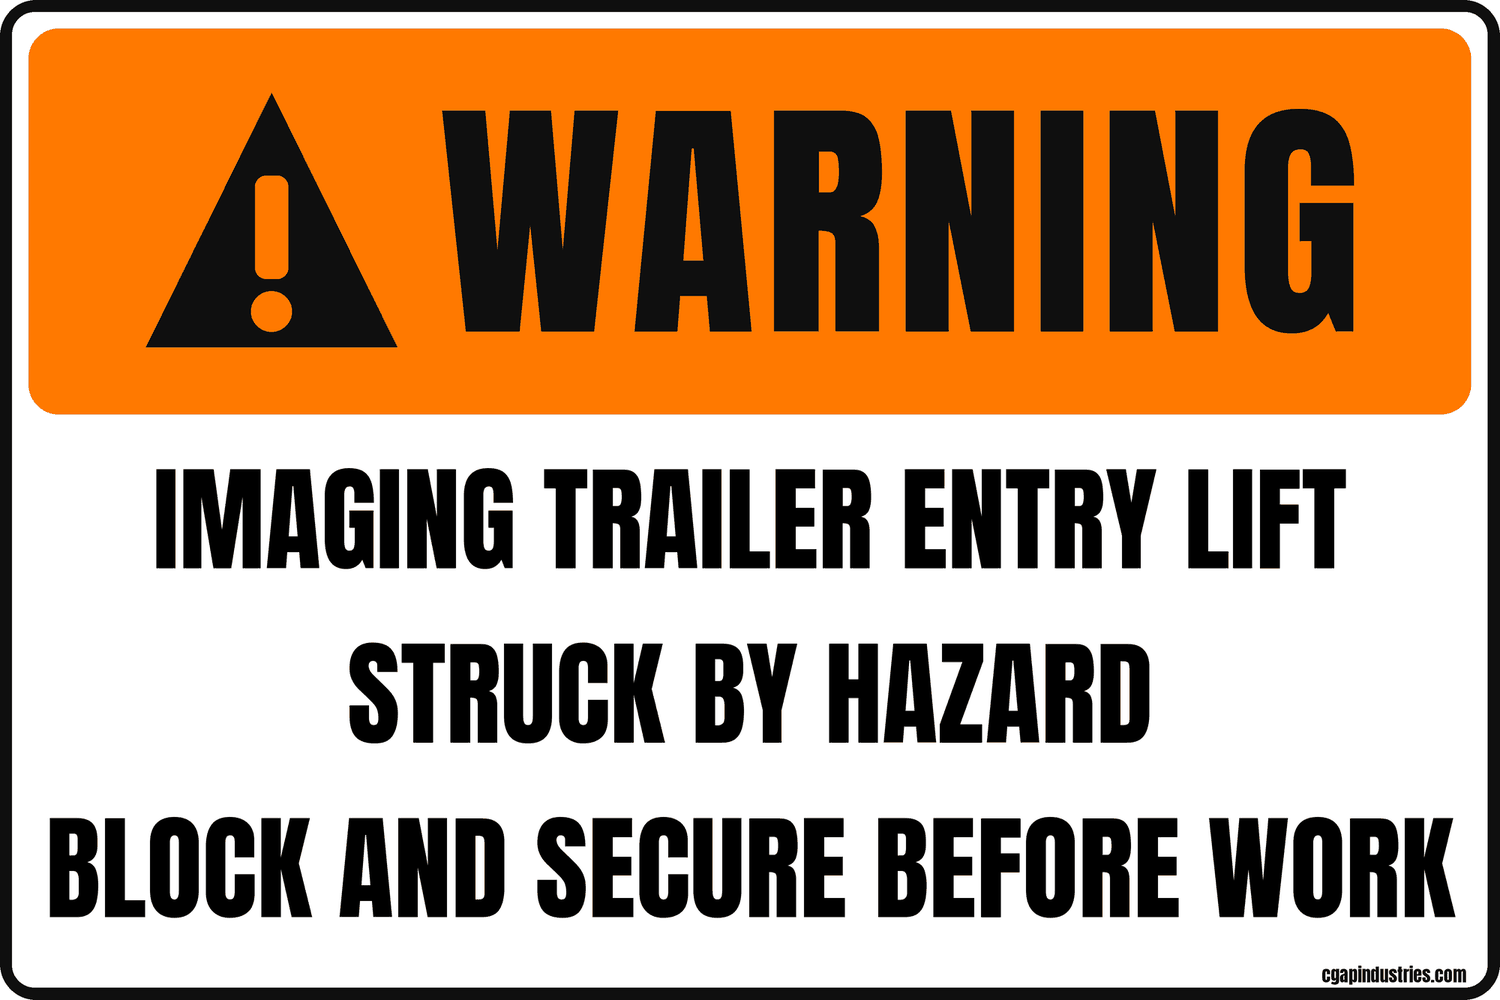 WARNING
IMAGING TRAILER ENTRY LIFT
STRUCK BY HAZARD
BLOCK AND SECURE BEFORE WORK
cgapindustries.com